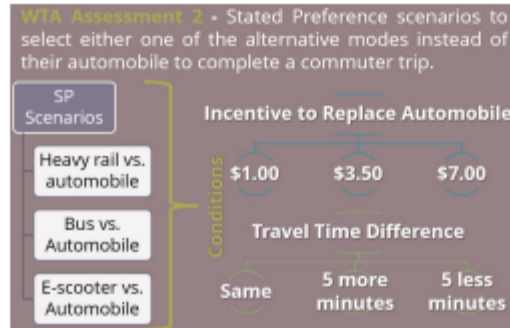 WTA Assessment 2 - Stated Preference scenarios to
select either one of the alternative modes instead of
their automobile to complete a commuter trip.
SP
Scenarios
Heavy rail vs.
automobile
Bus vs.
Automobile
E-scooter vs.
Automobile
Conditions
Incentive to Replace Automobile
$1.00 $3.50 $7.00
Travel Time Difference
Same 5 more minutes 5 less minutes